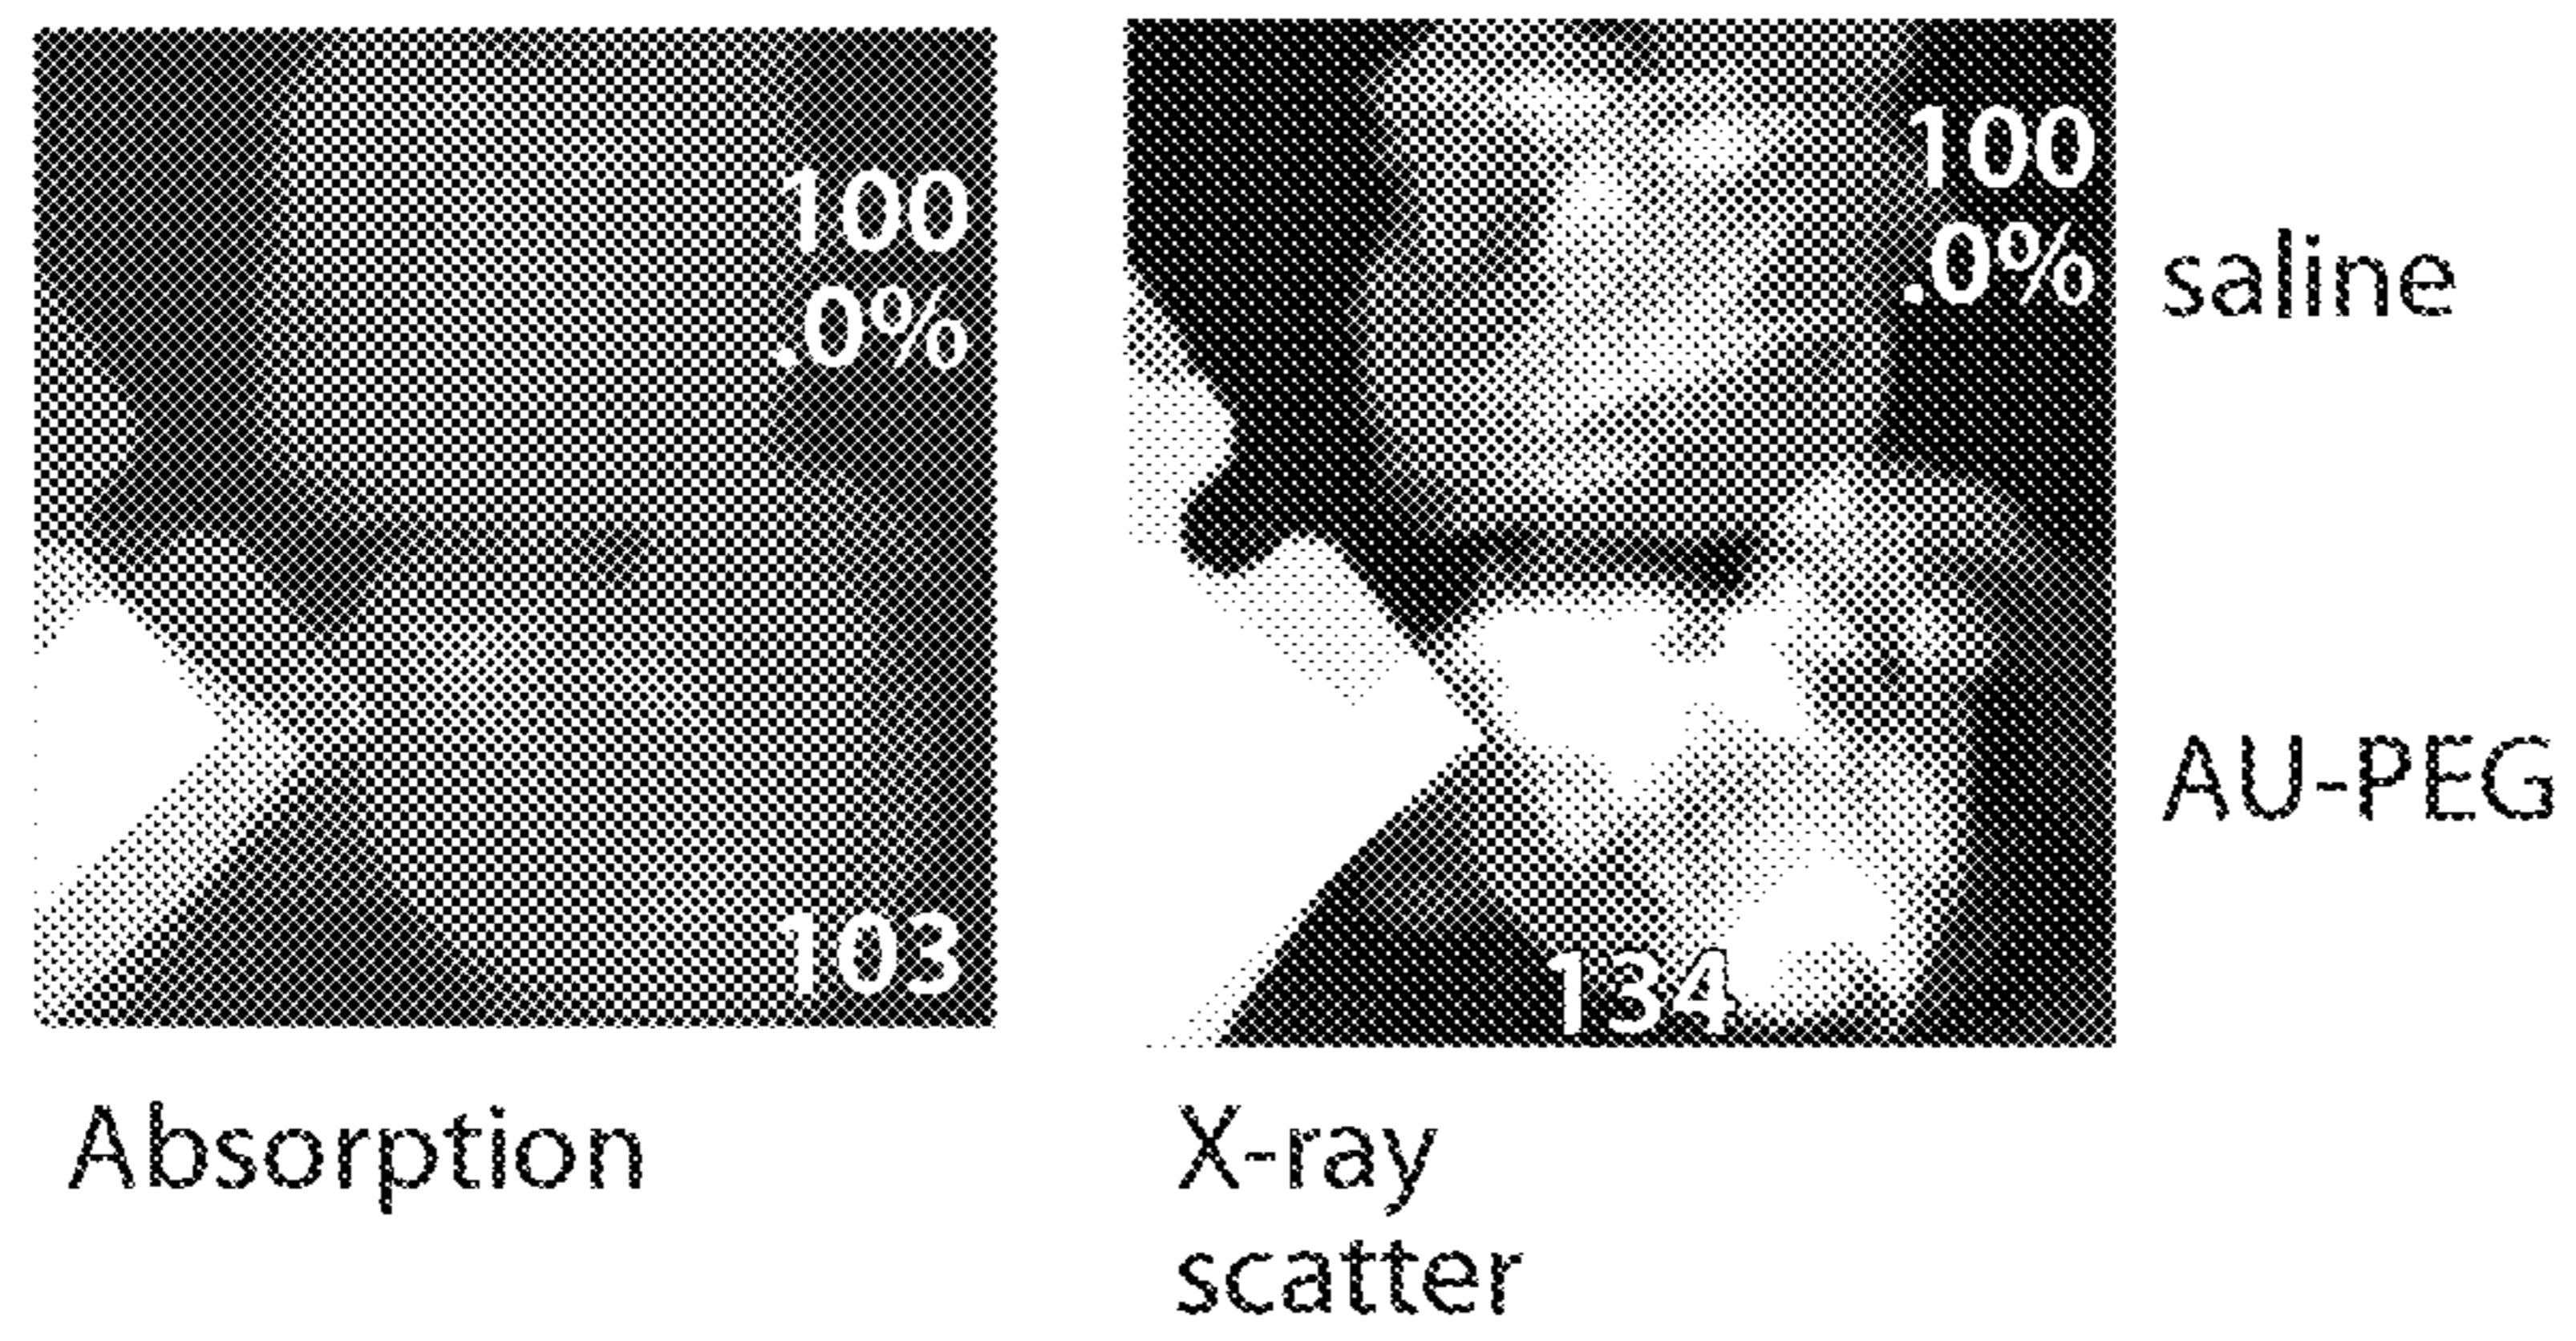 100
.0%
103
100
.0%
134
saline
AU-PEG
Absorption
X-ray
scatter